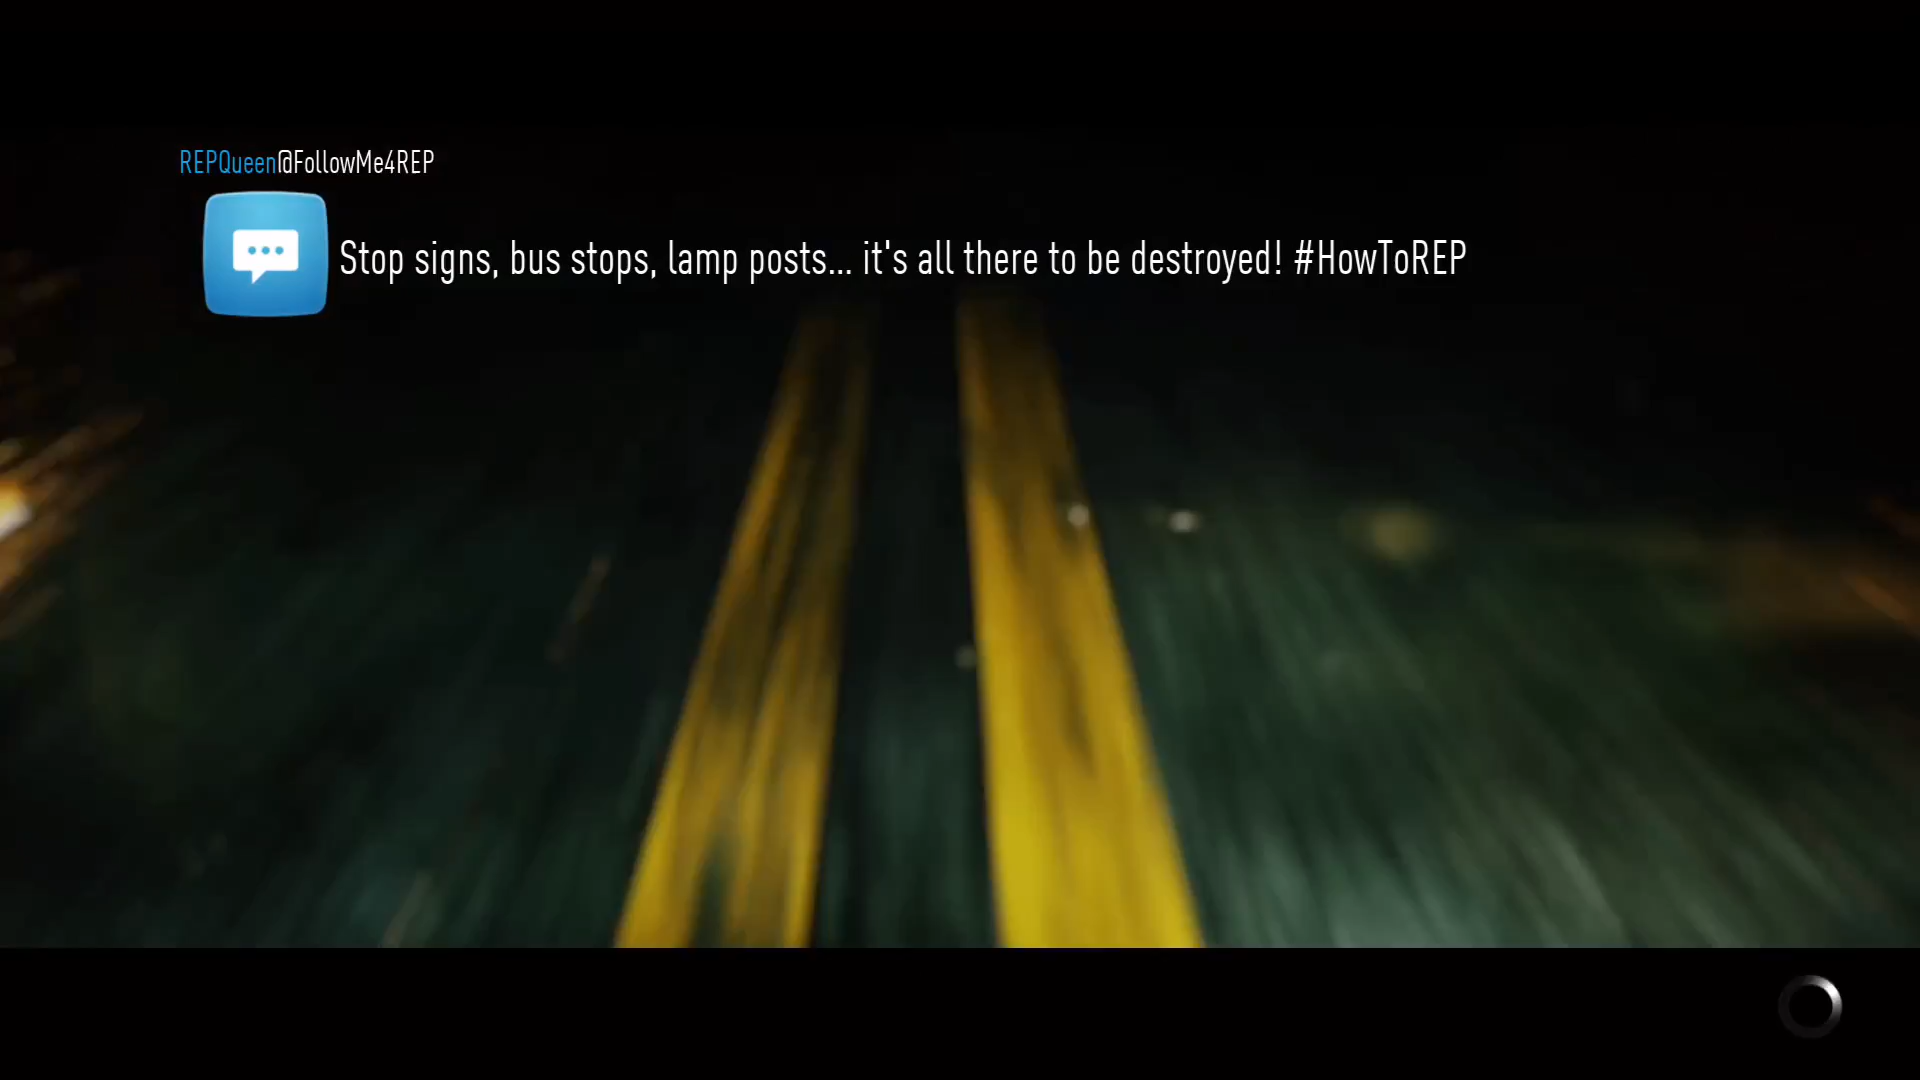 REPQueen@FollowMe4REP
Stop signs, bus stops, lamp posts... it's all there to be destroyed! #HowToREP